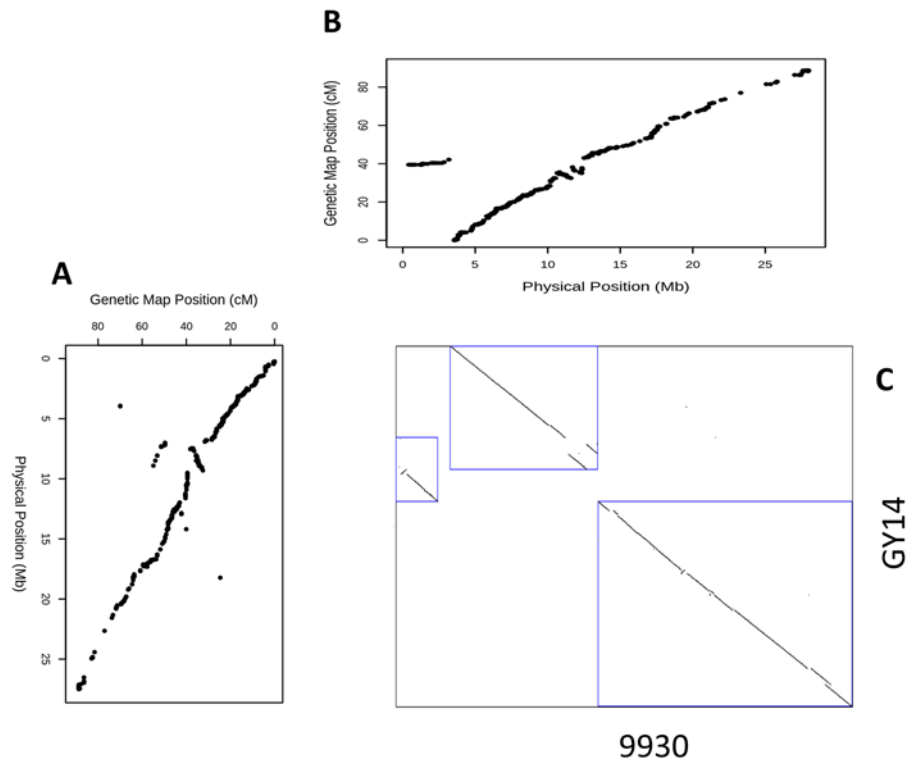 B
Genetic Map Position (cM)
80
60
40
20
0
0 5 10 15 20 25
Physical Position (Mb)
A
Genetic Map Position (cM)
80 60 40 20 0
0
5
10
15
20
25
Physical Position (Mb)
C
GY14
9930